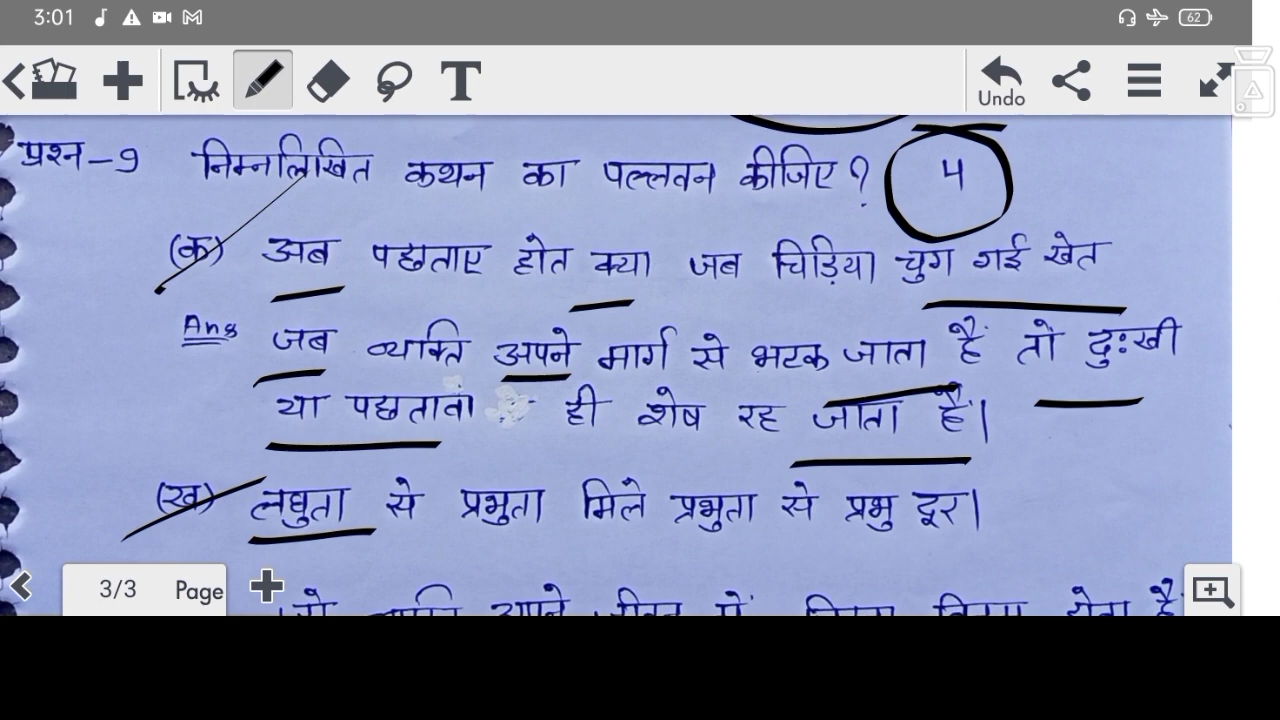 3:01
62
T
Undo
प्रश्न-9 निम्नलिखित कथन का पल्लवन कीजिए? 4
(क) अब पछताए होत क्या जब चिड़िया चुग गई खेत
Ans जब व्यक्ति अपने मार्ग से भटक जाता है तो दुःखी
या पछतावा ही शेष रह जाता है।
(ख) लघुता से प्रभुता मिले प्रभुता से प्रभु दूर।
3/3 Page